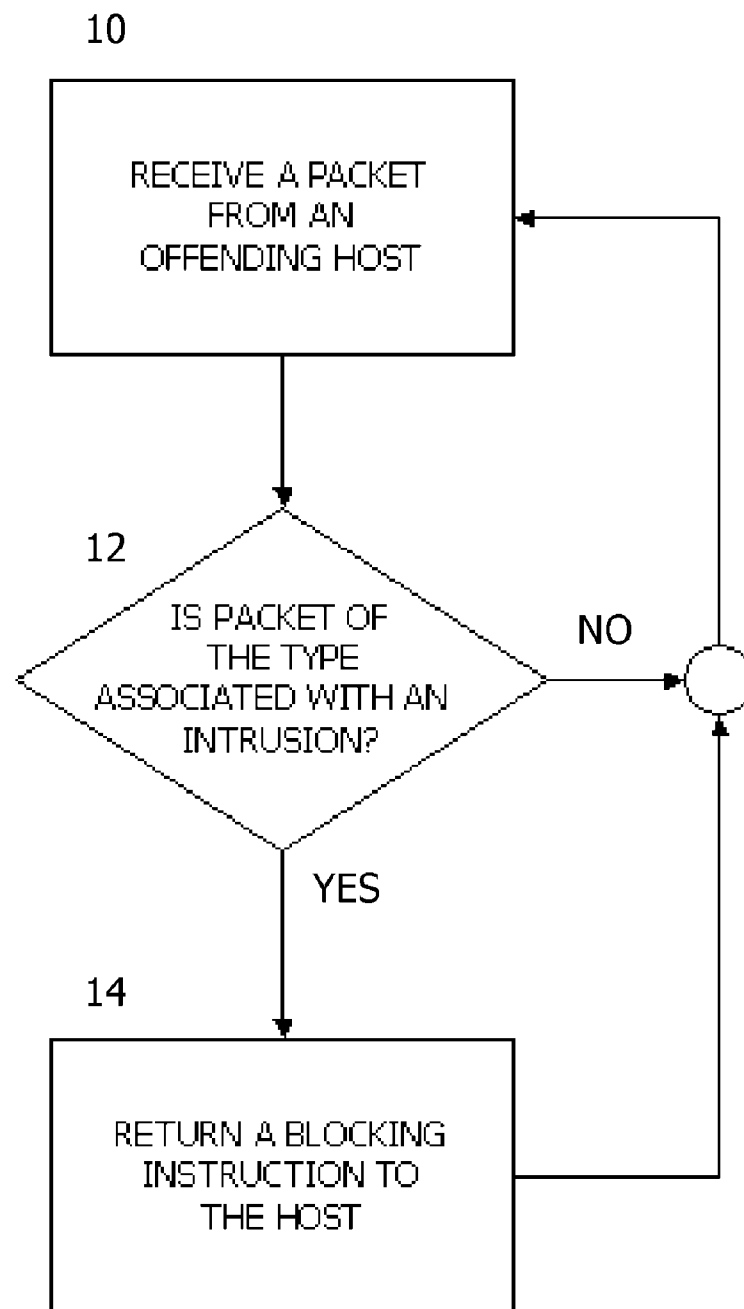 10
RECEIVE A PACKET
FROM AN
OFFENDING HOST
12
IS PACKET OF
THE TYPE
ASSOCIATED WITH AN
INTRUSION?
NO
YES
14
RETURN A BLOCKING
INSTRUCTION TO
THE HOST